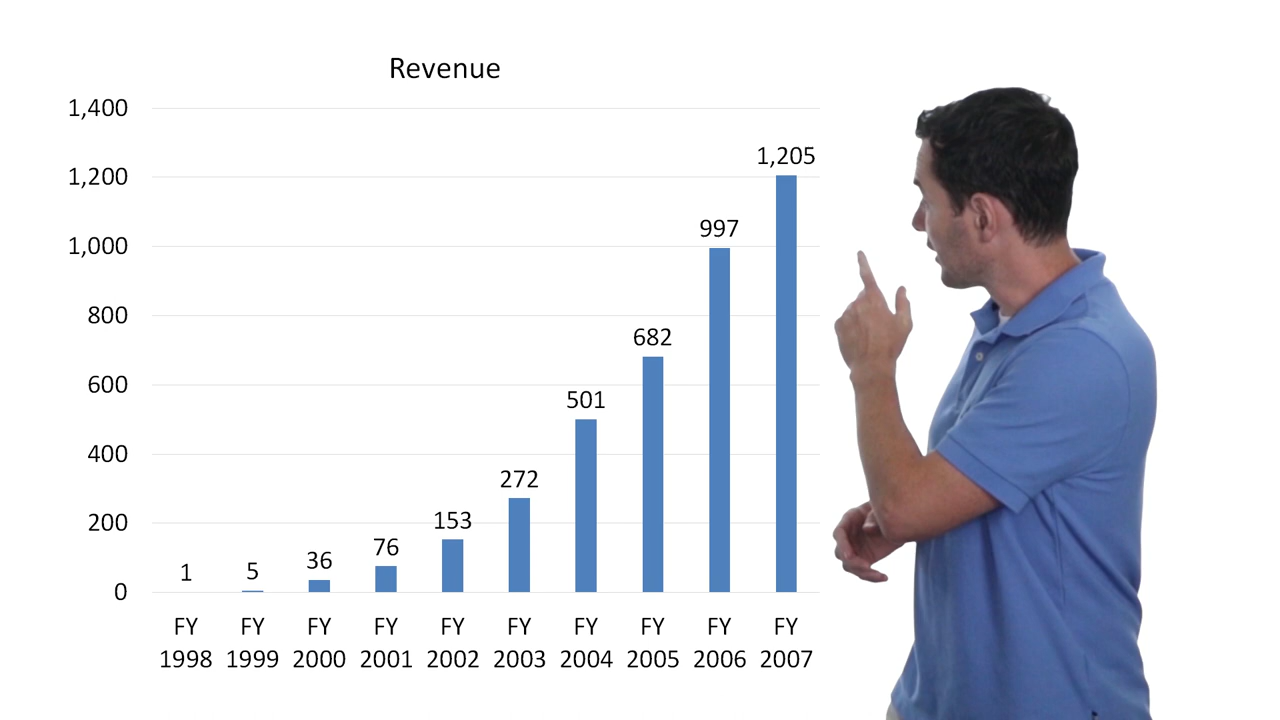 Revenue
1,400
1,200
1,000
800
600
400
200
0
1
5
36
76
153
272
501
682
997
1,205
FY 1998
FY 1999
FY 2000
FY 2001
FY 2002
FY 2003
FY 2004
FY 2005
FY 2006
FY 2007